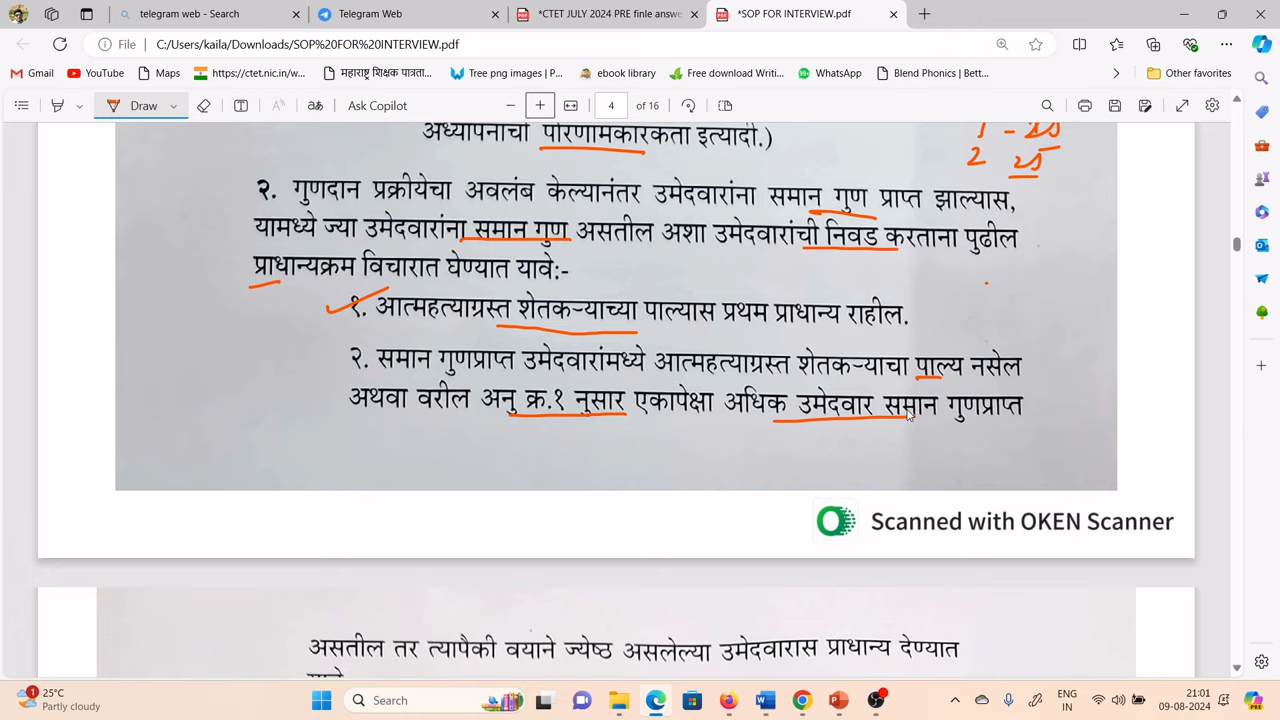 telegram web - Search
Telegram Web
*CTET JULY 2024 PRE finle answe
*SOP FOR INTERVIEW.pdf
File
C:/Users/kaila/Downloads/SOP%20FOR%20INTERVIEW.pdf
Gmail
YouTube
Maps
https://ctet.nic.in/w...
महाराष्ट्र शिक्षक पात्रता...
Tree png images | P...
ebook library
Free download Wri...
WhatsApp
Blend Phonics | Bett...
Other favorites
Draw
Ask Copilot
4 of 16
अध्यापनाची परिणामकारकता इत्यादी.)
1 - 25
2 25
२. गुणदान प्रक्रीयेचा अवलंब केल्यानंतर उमेदवारांना समान गुण प्राप्त झाल्यास,
यामध्ये ज्या उमेदवारांना समान गुण असतील अशा उमेदवारांची निवड करताना पुढील
प्राधान्यक्रम विचारात घेण्यात यावे:-
१. आत्महत्याग्रस्त शेतकऱ्याच्या पाल्यास प्रथम प्राधान्य राहील.
२. समान गुणप्राप्त उमेदवारांमध्ये आत्महत्याग्रस्त शेतकऱ्याचा पाल्य नसेल
अथवा वरील अनु क्र.१ नुसार एकापेक्षा अधिक उमेदवार समान गुणप्राप्त
Scanned with OKEN Scanner
असतील तर त्यापैकी वयाने ज्येष्ठ असलेल्या उमेदवारास प्राधान्य देण्यात
1
25°C
Partly cloudy
Search
ENG
IN
21:01
09-08-2024